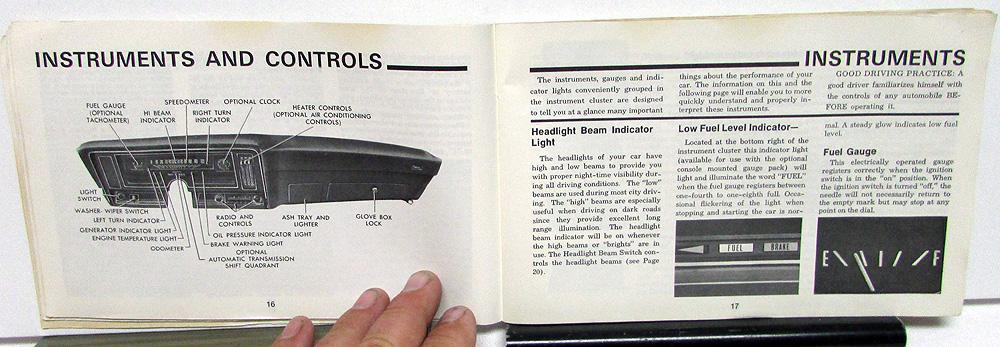 INSTRUMENTS AND CONTROLS
FUEL GAUGE
(OPTIONAL
TACHOMETER)
HI BEAM
INDICATOR
SPEEDOMETER
RIGHT TURN
INDICATOR
OPTIONAL CLOCK
HEATER CONTROLS
(OPTIONAL AIR CONDITIONING
CONTROLS)
LIGHT
SWITCH
WASHER-WIPER SWITCH
LEFT TURN INDICATOR
GENERATOR INDICATOR LIGHT
ENGINE TEMPERATURE LIGHT
ODOMETER
RADIO AND
CONTROLS
OIL PRESSURE INDICATOR LIGHT
BRAKE WARNING LIGHT
OPTIONAL
AUTOMATIC TRANSMISSION
SHIFT QUADRANT
ASH TRAY AND
LIGHTER
GLOVE BOX
LOCK
16
INSTRUMENTS
The instruments, gauges and indi-
cator lights conveniently grouped in
the instrument cluster are designed
to tell you at a glance many important
things about the performance of your
car. The information on this and the
following page will enable you to more
quickly understand and properly in-
terpret these instruments.
GOOD DRIVING PRACTICE: A
good driver familiarizes himself with
the controls of any automobile BE-
FORE operating it.
Headlight Beam Indicator
Light
The headlights of your car have
high and low beams to provide you
with proper night-time visibility dur-
ing all driving conditions. The "low"
beams are used during most city driv-
ing. The "high" beams are especially
useful when driving on dark roads
since they provide excellent long
range illumination. The headlight
beam indicator will be on whenever
the high beams or "brights" are in
use. The Headlight Beam Switch con-
trols the headlight beams (see Page
20).
Low Fuel Level Indicator—
Located at the bottom right of the
instrument cluster this indicator light
(available for use with the optional
console mounted gauge pack) will
light and illuminate the word "FUEL"
when the fuel gauge registers between
one-fourth to one-eighth full. Occa-
sional flickering of the light when
stopping and starting the car is nor-
mal. A steady glow indicates low fuel
level.
FUEL BRAKE
Fuel Gauge
This electrically operated gauge
registers correctly when the ignition
switch is in the "on" position. When
the ignition switch is turned "off," the
needle will not necessarily return to
the empty mark but may stop at any
point on the dial.
E F
17